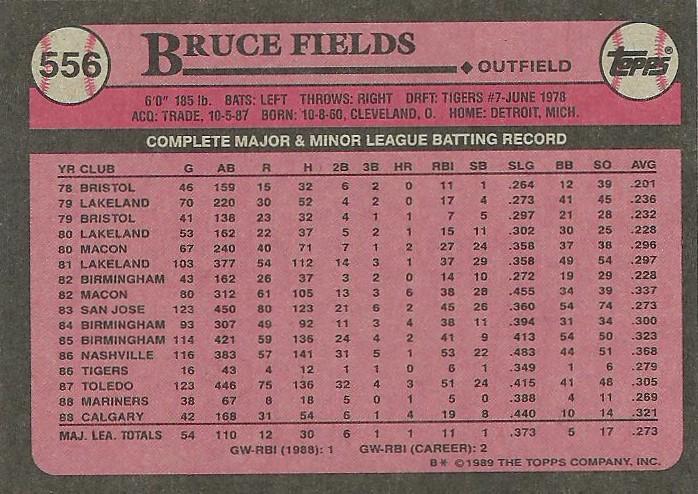 556
BRUCE FIELDS
◆ OUTFIELD
TOPPS®
6'0" 185 lb. BATS: LEFT THROWS: RIGHT DRFT: TIGERS #7-JUNE 1978
ACQ: TRADE, 10-5-87 BORN: 10-8-60, CLEVELAND, O. HOME: DETROIT, MICH.
COMPLETE MAJOR & MINOR LEAGUE BATTING RECORD
YR CLUB G AB R H 2B 3B HR RBI SB SLG BB SO AVG
78 BRISTOL 46 159 15 32 6 2 0 11 1 .264 12 39 .201
79 LAKELAND 70 220 30 52 4 2 0 17 4 .273 41 45 .236
79 BRISTOL 41 138 23 32 4 1 1 7 5 .297 21 28 .232
80 LAKELAND 53 162 22 37 5 2 1 15 11 .302 30 25 .228
80 MACON 67 240 40 71 7 1 2 27 24 .358 37 38 .296
81 LAKELAND 103 377 54 112 14 3 1 37 29 .358 49 54 .297
82 BIRMINGHAM 43 162 26 37 3 2 0 14 10 .272 19 29 .228
82 MACON 80 312 61 105 13 3 6 38 28 .455 34 39 .337
83 SAN JOSE 123 450 80 123 21 6 2 45 26 .360 54 74 .273
84 BIRMINGHAM 93 307 49 92 11 3 4 38 11 .394 31 34 .300
85 BIRMINGHAM 114 421 59 136 24 4 2 41 9 .413 54 50 .323
86 NASHVILLE 116 383 57 141 31 5 1 53 22 .483 44 51 .368
86 TIGERS 16 43 4 12 1 1 0 6 1 .349 1 6 .279
87 TOLEDO 123 446 75 136 32 4 3 51 24 .415 41 48 .305
88 MARINERS 38 67 8 18 5 0 1 5 0 .388 4 11 .269
88 CALGARY 42 168 31 54 6 1 4 19 8 .440 10 14 .321
MAJ. LEA. TOTALS 54 110 12 30 6 1 1 11 1 .373 5 17 .273
GW-RBI (1988): 1 GW-RBI (CAREER): 2
B* ©1989 THE TOPPS COMPANY, INC.